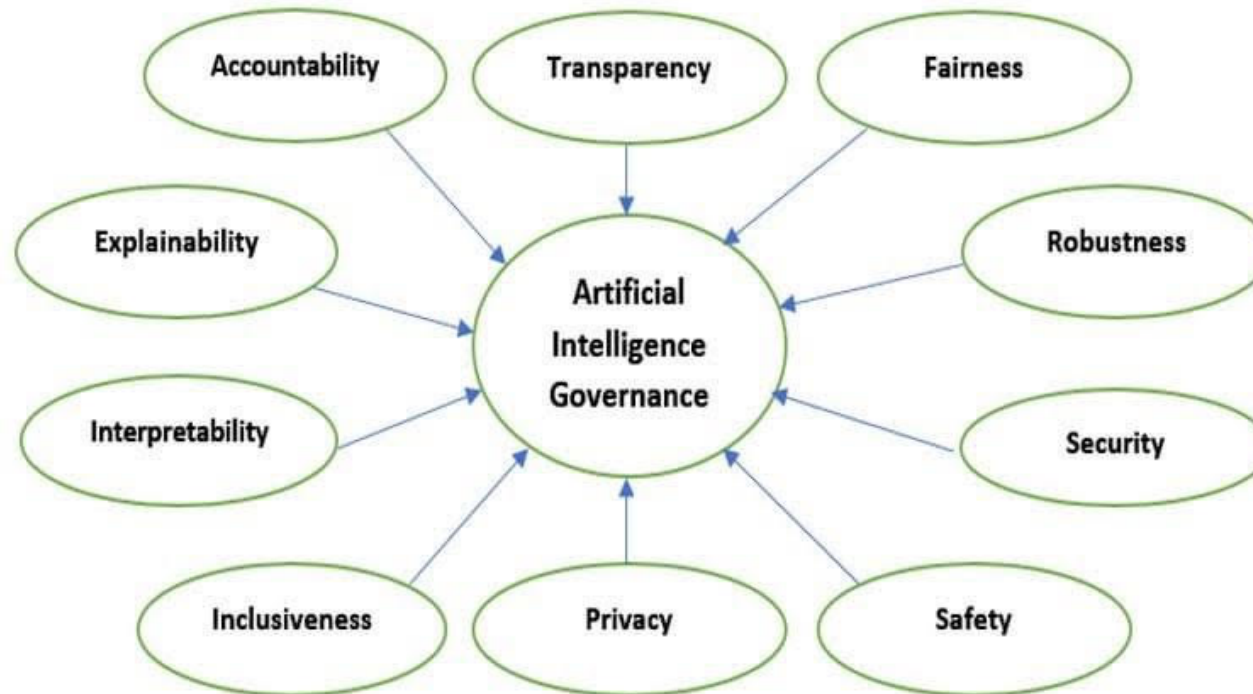 Accountability
Transparency
Fairness
Explainability
Robustness
Artificial
Intelligence
Governance
Interpretability
Security
Inclusiveness
Privacy
Safety